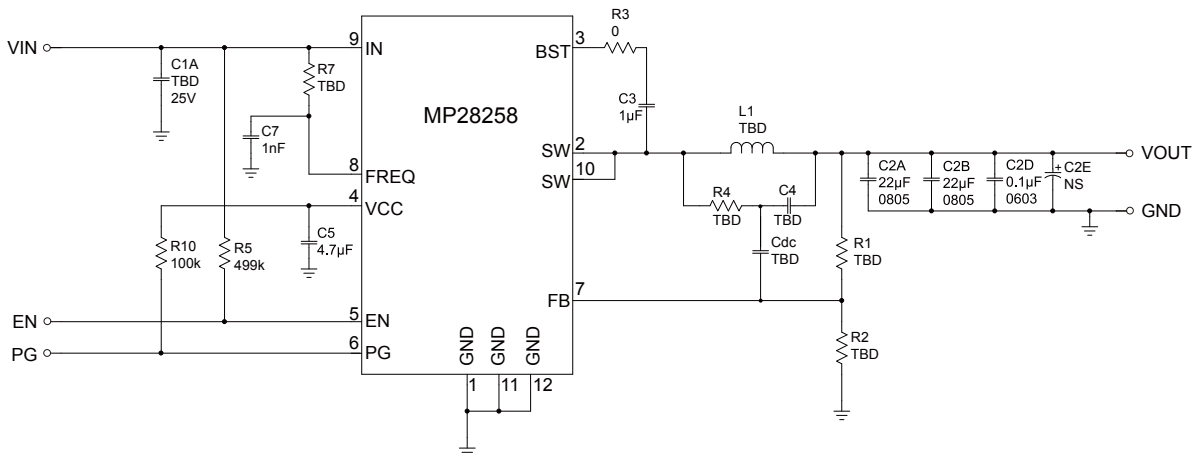 R3
0
9
3
VIN
IN
BST
C1A
TBD
25V
R7
TBD
C3
1μF
MP28258
L1
TBD
C7
1nF
2
SW
10
SW
VOUT
8
FREQ
C2A
22μF
0805
C2B
22μF
0805
C2D
0.1μF
0603
+
C2E
NS
4
VCC
R4
TBD
C4
TBD
GND
R10
100k
R5
499k
C5
4.7μF
Cdc
TBD
R1
TBD
7
FB
5
EN
EN
6
PG
PG
GND
GND
GND
R2
TBD
1
11
12